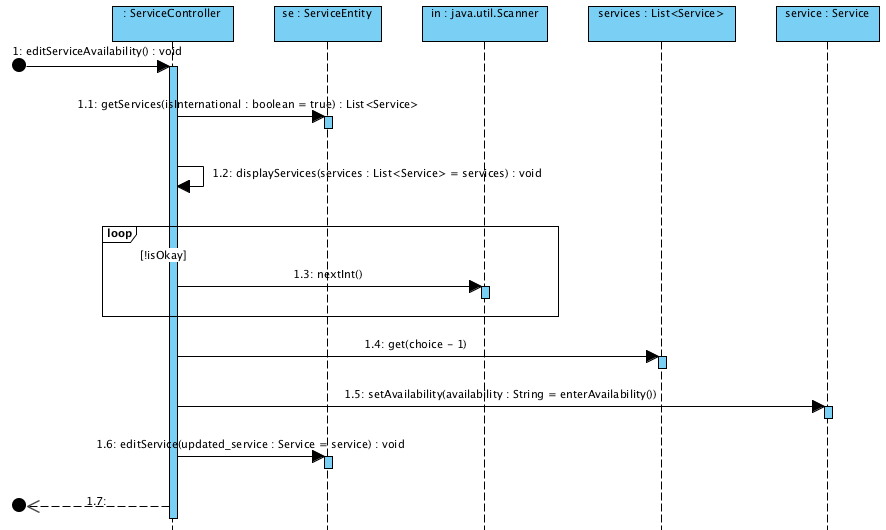 : ServiceController
se : ServiceEntity
in : java.util.Scanner
services : List<Service>
service : Service
1: editServiceAvailability() : void
1.1: getServices(isInternational : boolean = true) : List<Service>
1.2: displayServices(services : List<Service> = services) : void
loop
[!isOkay]
1.3: nextInt()
1.4: get(choice - 1)
1.5: setAvailability(availability : String = enterAvailability())
1.6: editService(updated_service : Service = service) : void
1.7: